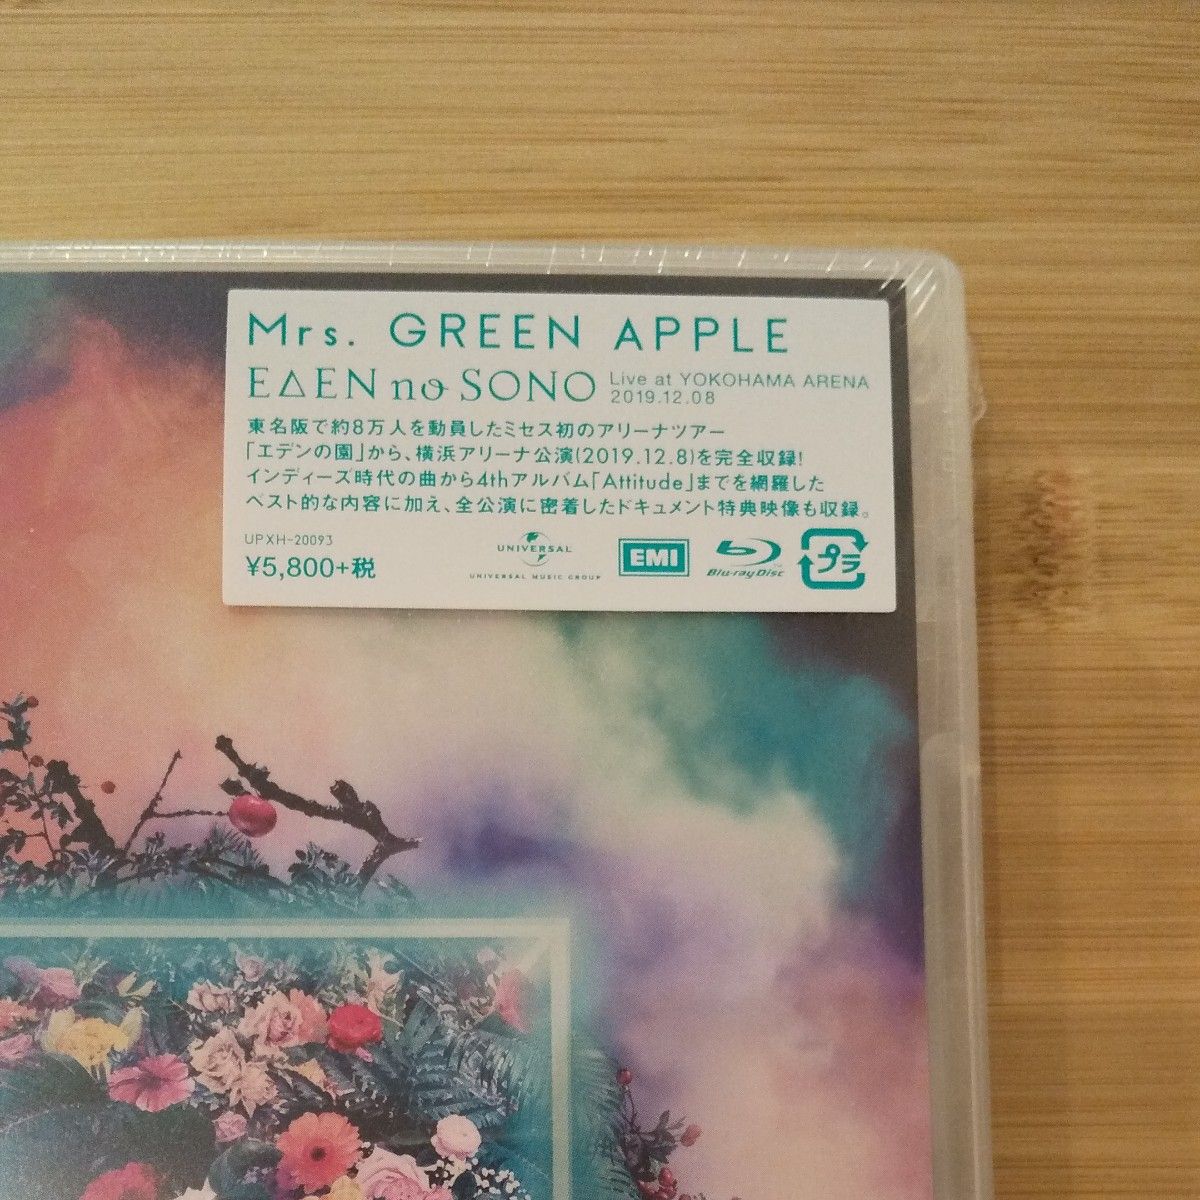 Mrs. GREEN APPLE
E△EN no SONO Live at YOKOHAMA ARENA
2019.12.08
東名阪で約8万人を動員したミセス初のアリーナツアー
「エデンの園」から、横浜アリーナ公演(2019.12.8)を完全収録!
インディーズ時代の曲から4thアルバム「Attitude」までを網羅した
ベスト的な内容に加え、全公演に密着したドキュメント特典映像も収録。
UPXH-20093
¥5,800+税
UNIVERSAL
UNIVERSAL MUSIC GROUP
EMI
Blu-ray Disc
プラ